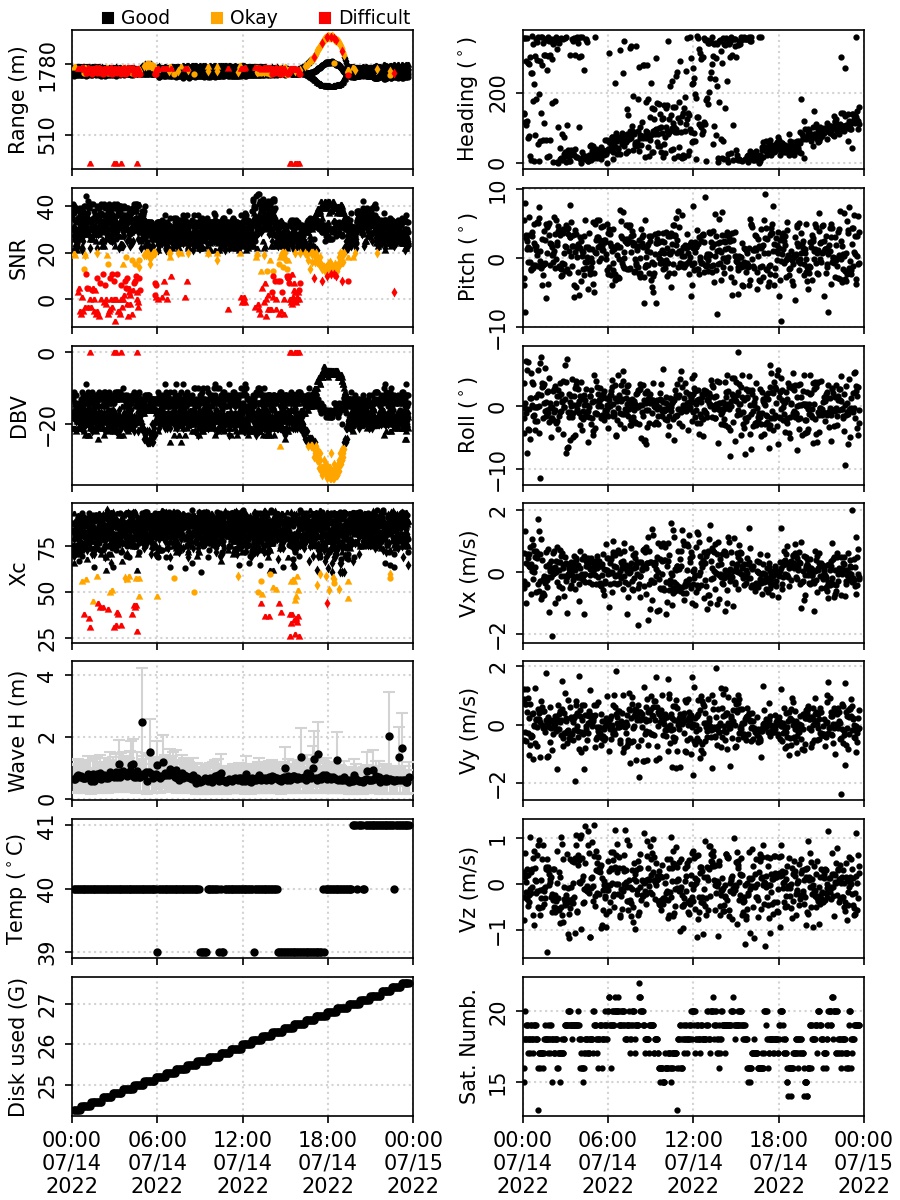 Good Okay Difficult
Range (m)
1780
510
Heading (°)
200
0
SNR
40
20
0
Pitch (°)
10
0
−10
DBV
0
−20
Roll (°)
0
−10
Xc
75
50
25
Vx (m/s)
2
0
−2
Wave H (m)
4
2
0
Vy (m/s)
2
0
−2
Temp (°C)
41
40
39
Vz (m/s)
1
0
−1
Disk used (G)
27
26
25
Sat. Numb.
20
15
00:00 06:00 12:00 18:00 00:00
07/14 07/14 07/14 07/14 07/15
2022 2022 2022 2022 2022
00:00 06:00 12:00 18:00 00:00
07/14 07/14 07/14 07/14 07/15
2022 2022 2022 2022 2022